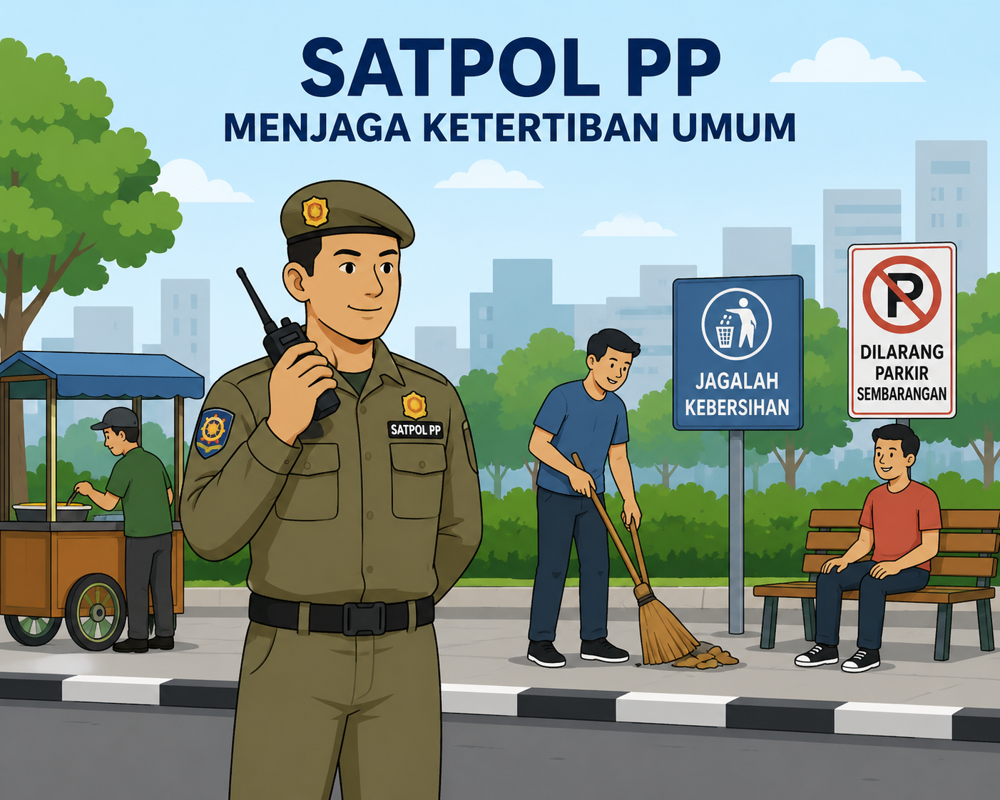 SATPOL PP
MENJAGA KETERTIBAN UMUM
SATPOL PP
JAGALAH
KEBERSIHAN
P
DILARANG
PARKIR
SEMBARANGAN